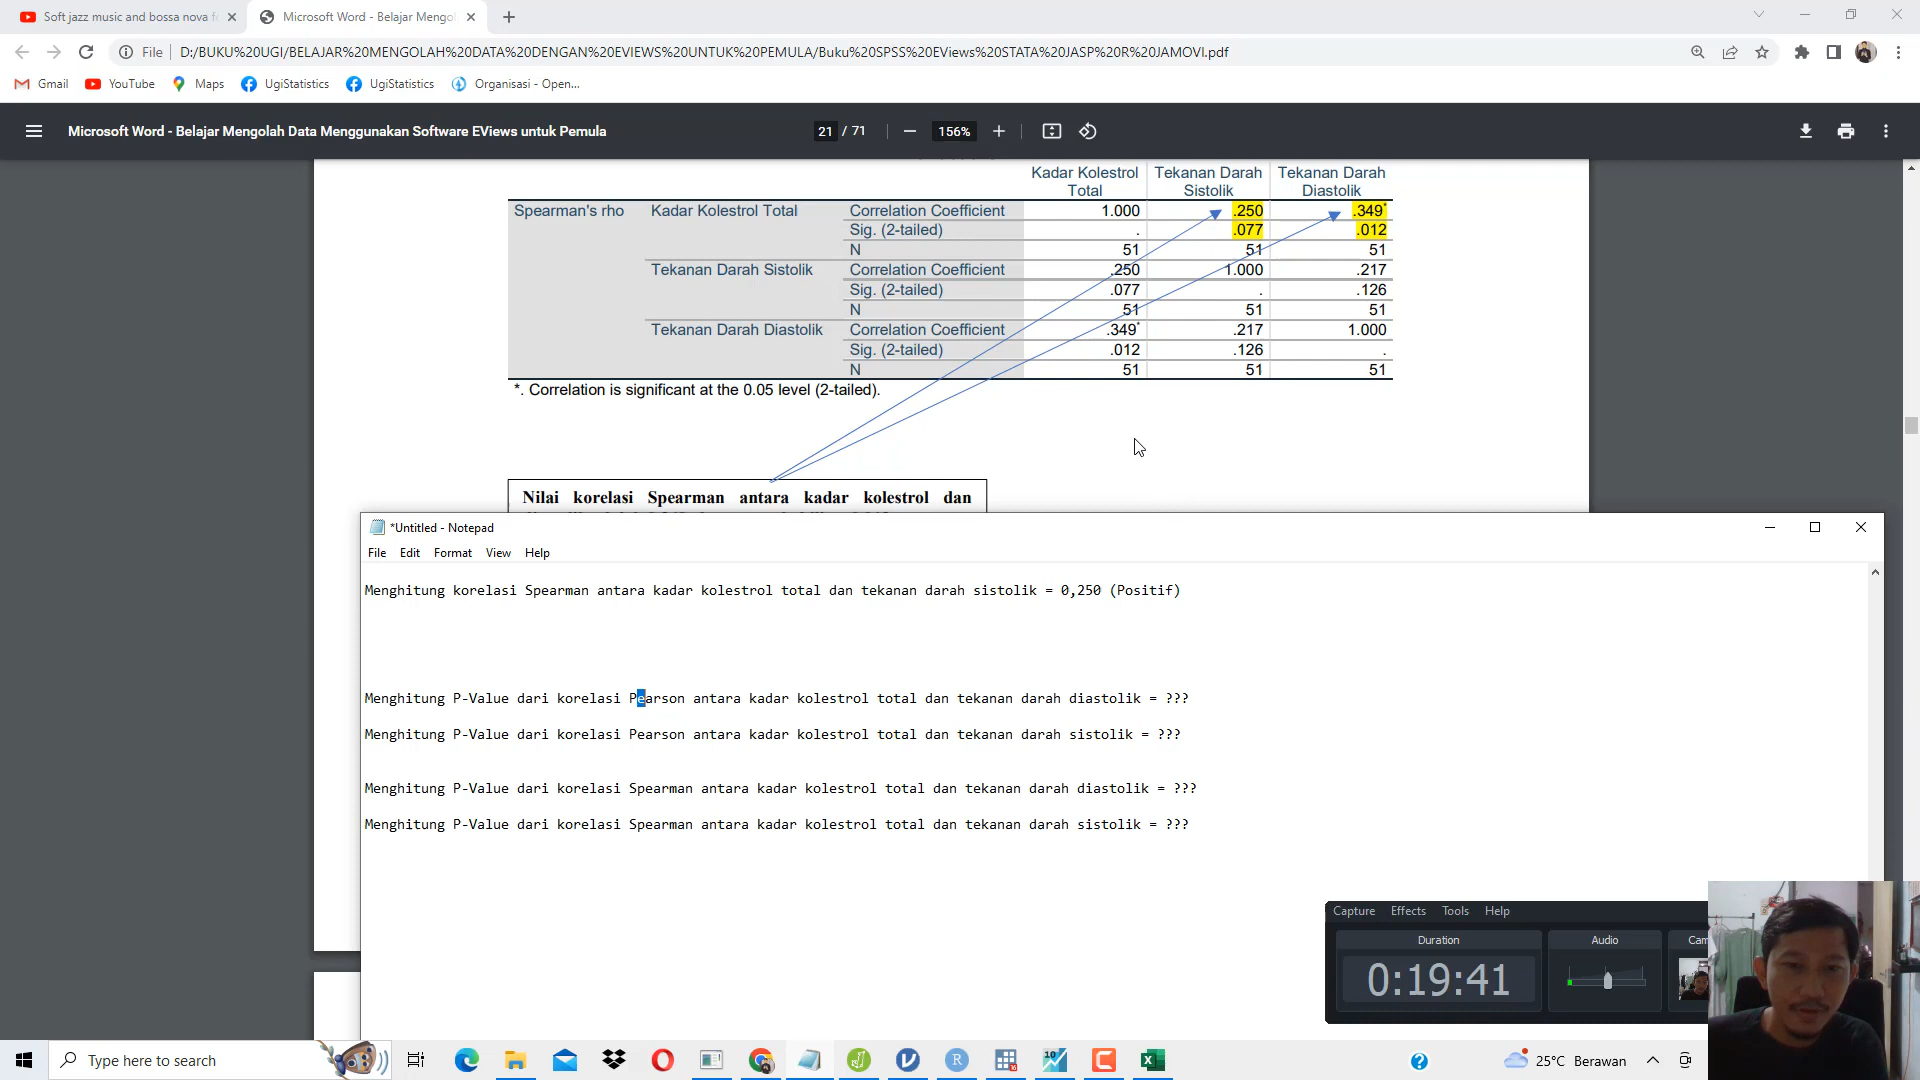 Soft jazz music and bossa nova f
Microsoft Word - Belajar Mengol
File D:/BUKU%20UGI/BELAJAR%20MENGOLAH%20DATA%20DENGAN%20EVIEWS%20UNTUK%20PEMULA/Buku%20SPSS%20EViews%20STATA%20JASP%20R%20JAMOVI.pdf
Gmail YouTube Maps UgiStatistics UgiStatistics Organisasi - Open...
Microsoft Word - Belajar Mengolah Data Menggunakan Software EViews untuk Pemula 21 / 71 156%
Kadar Kolestrol Tekanan Darah Tekanan Darah
Total Sistolik Diastolik
Spearman's rho Kadar Kolestrol Total Correlation Coefficient 1.000 .250 .349*
Sig. (2-tailed) . .077 .012
N 51 51 51
Tekanan Darah Sistolik Correlation Coefficient .250 1.000 .217
Sig. (2-tailed) .077 . .126
N 51 51 51
Tekanan Darah Diastolik Correlation Coefficient .349* .217 1.000
Sig. (2-tailed) .012 .126 .
N 51 51 51
*. Correlation is significant at the 0.05 level (2-tailed).
Nilai korelasi Spearman antara kadar kolestrol dan
*Untitled - Notepad
File Edit Format View Help
Menghitung korelasi Spearman antara kadar kolestrol total dan tekanan darah sistolik = 0,250 (Positif)
Menghitung P-Value dari korelasi Pearson antara kadar kolestrol total dan tekanan darah diastolik = ???
Menghitung P-Value dari korelasi Pearson antara kadar kolestrol total dan tekanan darah sistolik = ???
Menghitung P-Value dari korelasi Spearman antara kadar kolestrol total dan tekanan darah diastolik = ???
Menghitung P-Value dari korelasi Spearman antara kadar kolestrol total dan tekanan darah sistolik = ???
Capture Effects Tools Help
Duration Audio Cam
0:19:41
Type here to search
25°C Berawan